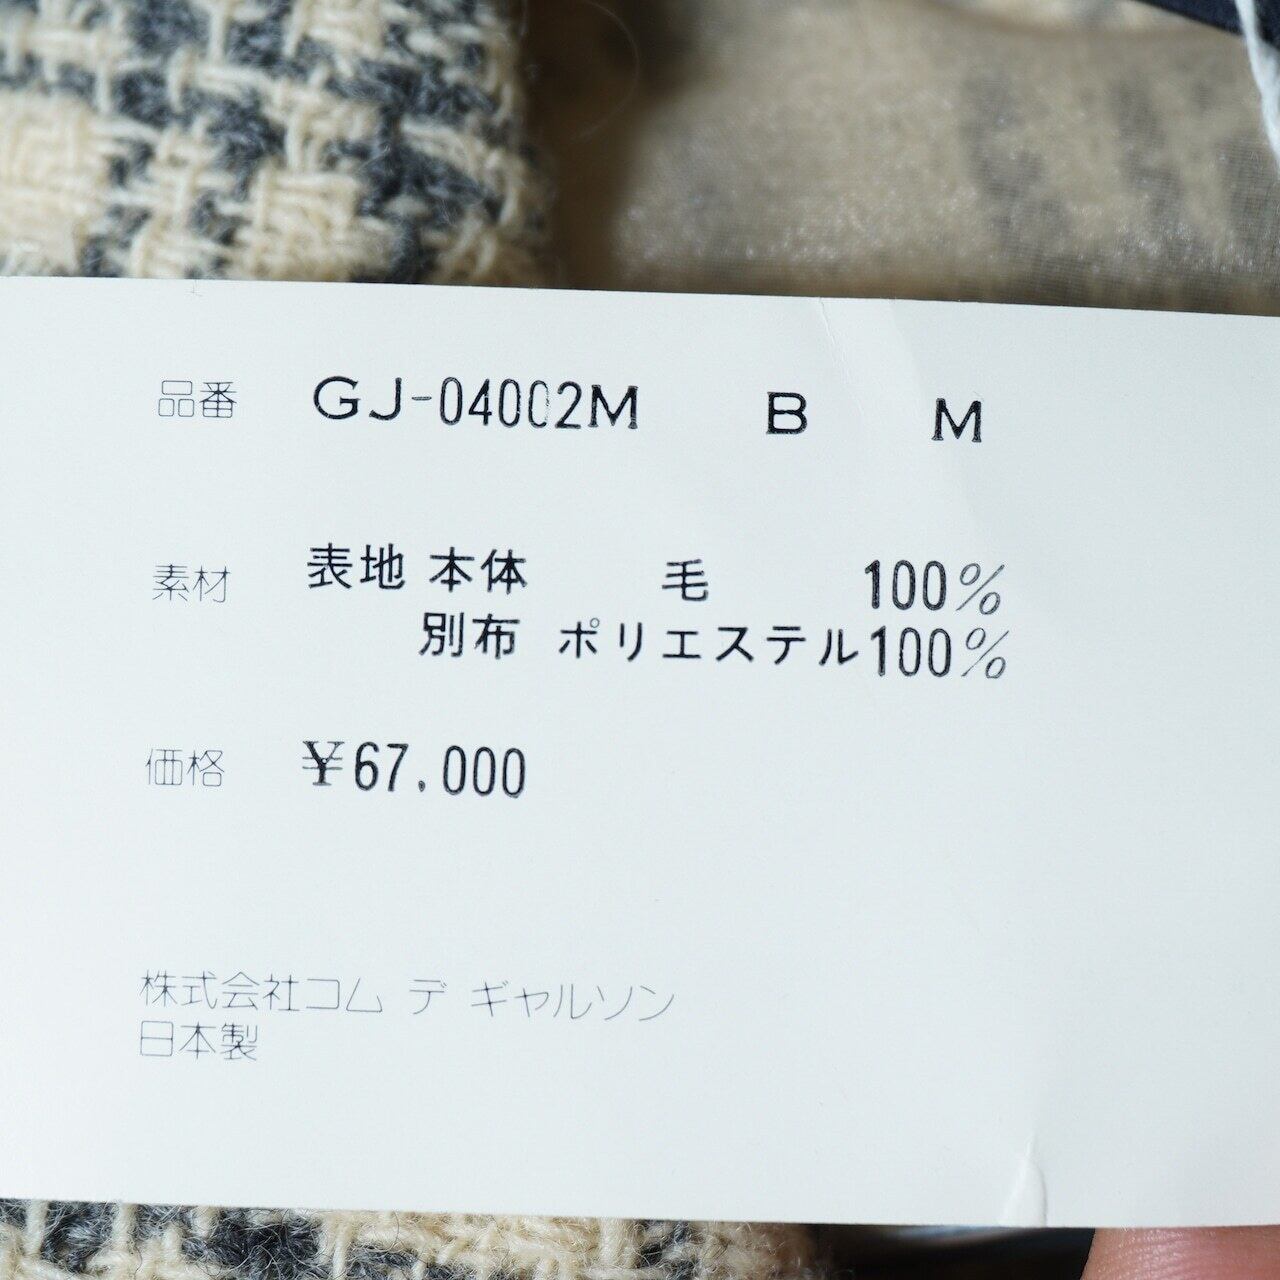 品番 GJ-04002M B M
素材 表地 本体 毛 100%
別布 ポリエステル100%
価格 ¥67,000
株式会社コム デ ギャルソン
日本製